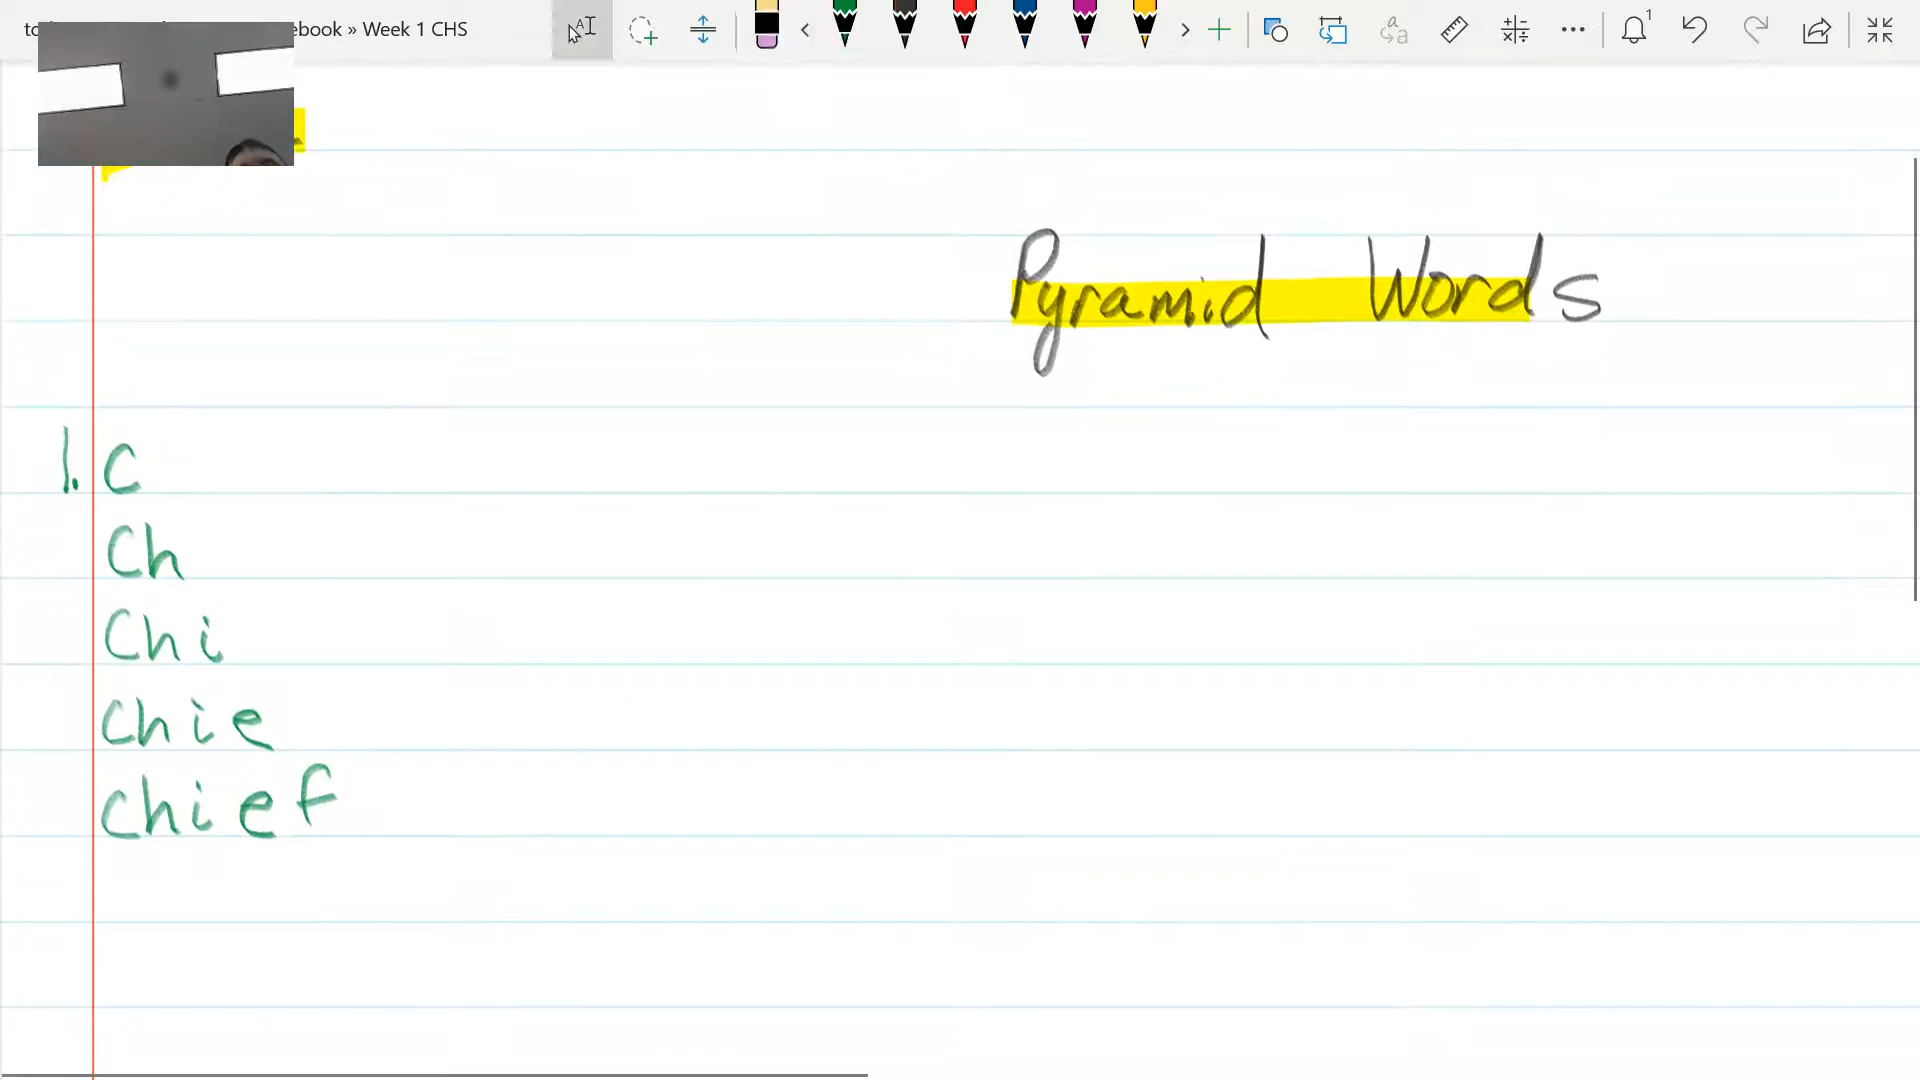 ebook » Week 1 CHS
Pyramid Words
1. C
Ch
Chi
Chie
Chief